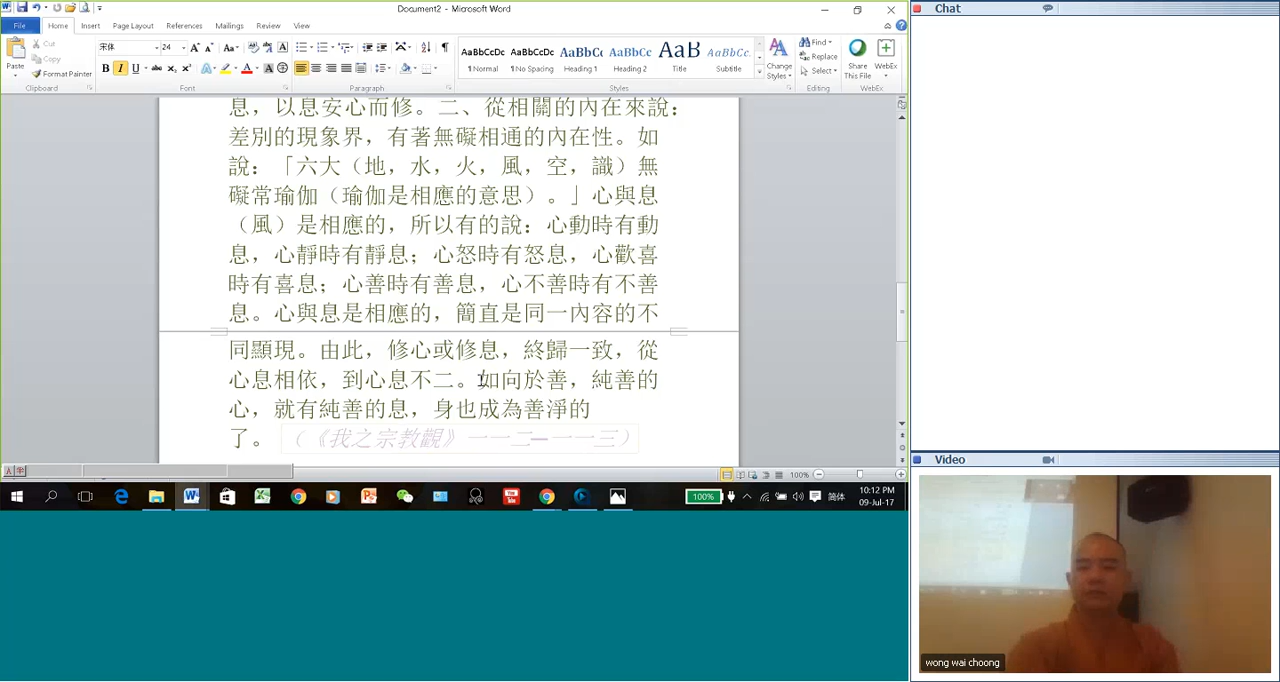 Document2 - Microsoft Word
File Home Insert Page Layout References Mailings Review View
Paste
Cut
Copy
Format Painter
Clipboard
宋体 24
Font
Paragraph
AaBbCcDc AaBbCcDc AaBbCc AaBbCc AaB AaBbCc.
¶ Normal ¶ No Spacing Heading 1 Heading 2 Title Subtitle
Change Styles
Styles
Find
Replace
Select
Editing
Share This File
WebEx
WebEx
息，以息安心而修。二、從相關的內在來說：
差別的現象界，有著無礙相通的內在性。如
說：「六大（地，水，火，風，空，識）無
礙常瑜伽（瑜伽是相應的意思）。」心與息
（風）是相應的，所以有的說：心動時有動
息，心靜時有靜息；心怒時有怒息，心歡喜
時有喜息；心善時有善息，心不善時有不善
息。心與息是相應的，簡直是同一內容的不
同顯現。由此，修心或修息，終歸一致，從
心息相依，到心息不二。如向於善，純善的
心，就有純善的息，身也成為善淨的
了。（《我之宗教觀》一一二—一一三）
100%
100%
简体
10:12 PM
09-Jul-17
Chat
Video
wong wai choong